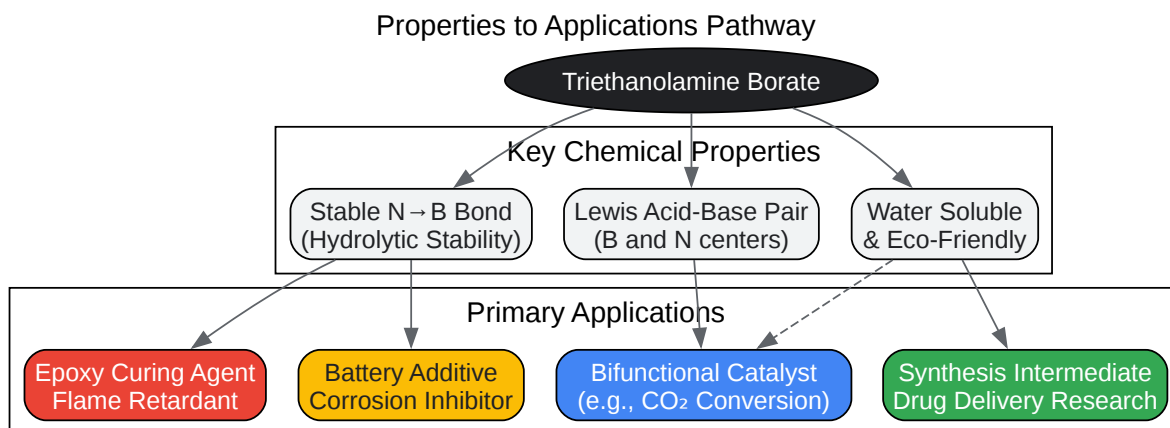 Properties to Applications Pathway
Triethanolamine Borate
Key Chemical Properties
Stable N→B Bond
(Hydrolytic Stability)
Lewis Acid-Base Pair
(B and N centers)
Water Soluble
& Eco-Friendly
Primary Applications
Epoxy Curing Agent
Flame Retardant
Battery Additive
Corrosion Inhibitor
Bifunctional Catalyst
(e.g., CO₂ Conversion)
Synthesis Intermediate
Drug Delivery Research